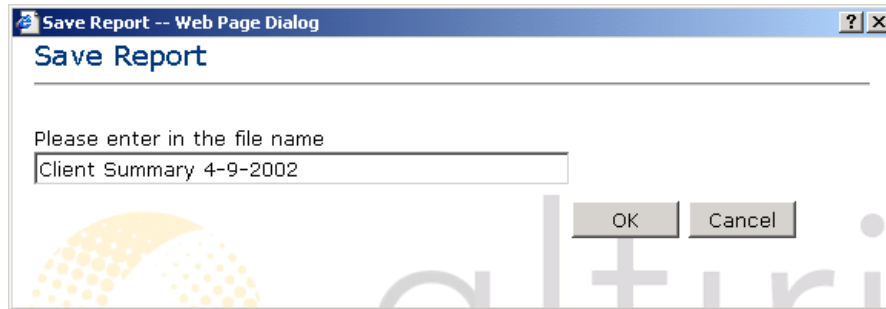 Save Report -- Web Page Dialog
? ×
Save Report
Please enter in the file name
Client Summary 4-9-2002
OK Cancel
altiri